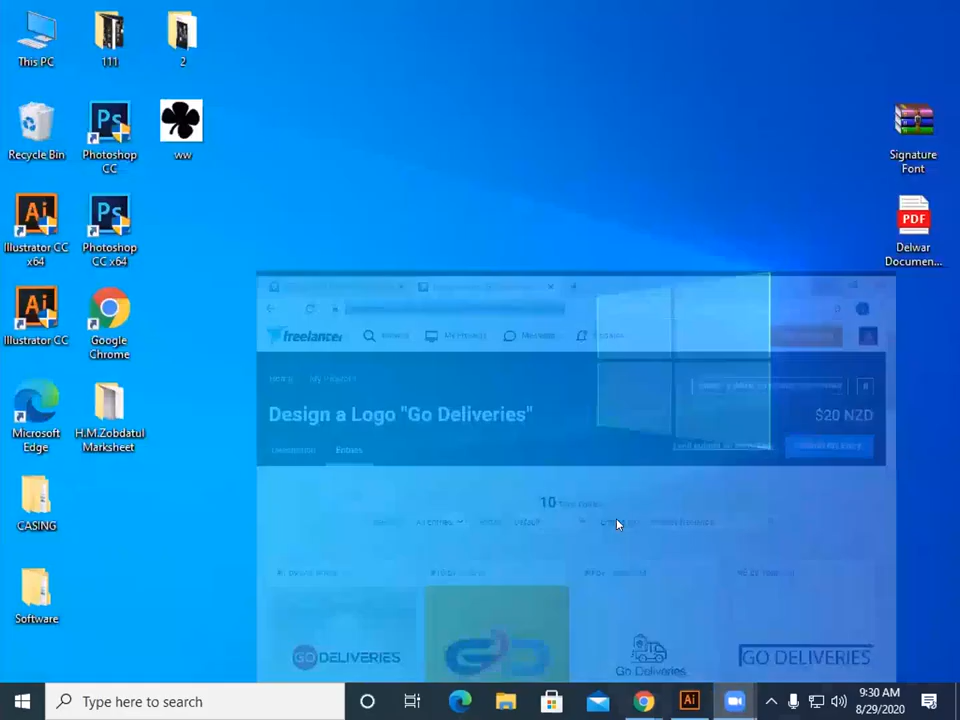 This PC
111
2
Recycle Bin
Photoshop
CC
ww
Signature
Font
Illustrator CC
x64
Photoshop
CC x64
PDF
Delwar
Documen...
Illustrator CC
Google
Chrome
Microsoft
Edge
H.M.Zobdatul
Marksheet
CASING
Software
freelancer
Home
Design a Logo "Go Deliveries"
$20 NZD
Entries
10
GO DELIVERIES
Go Deliveries
GO DELIVERIES
Type here to search
9:30 AM
8/29/2020